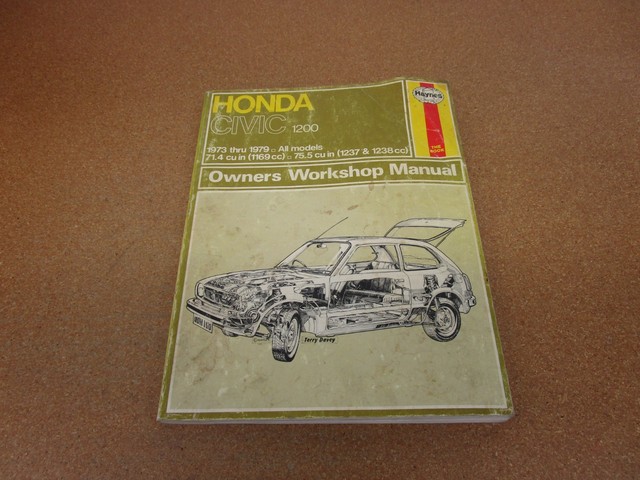 HONDA
CIVIC 1200
Haynes
1973 thru 1979 ▫ All models
71.4 cu in (1169 cc) ▫ 75.5 cu in (1237 & 1238 cc)
Owners Workshop Manual
Terry Davey